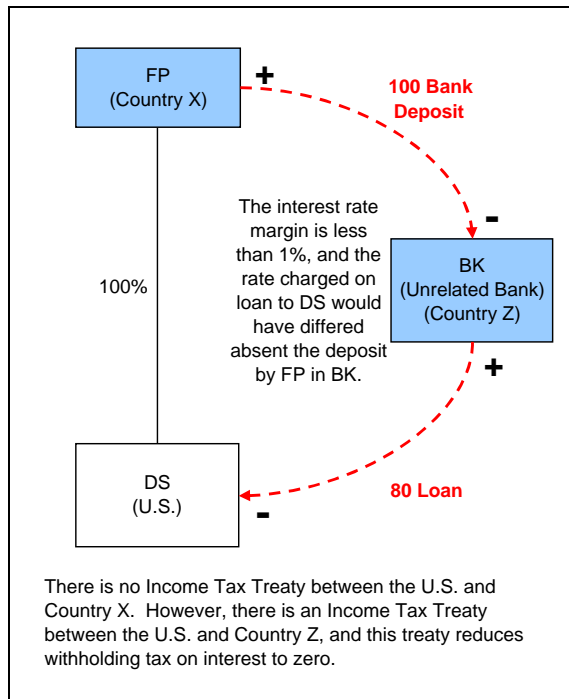 FP
(Country X)
+
100 Bank
Deposit
The interest rate
margin is less
than 1%, and the
rate charged on
loan to DS would
have differed
absent the deposit
by FP in BK.
100%
-
BK
(Unrelated Bank)
(Country Z)
+
DS
(U.S.)
-
80 Loan
There is no Income Tax Treaty between the U.S. and
Country X.  However, there is an Income Tax Treaty
between the U.S. and Country Z, and this treaty reduces
withholding tax on interest to zero.